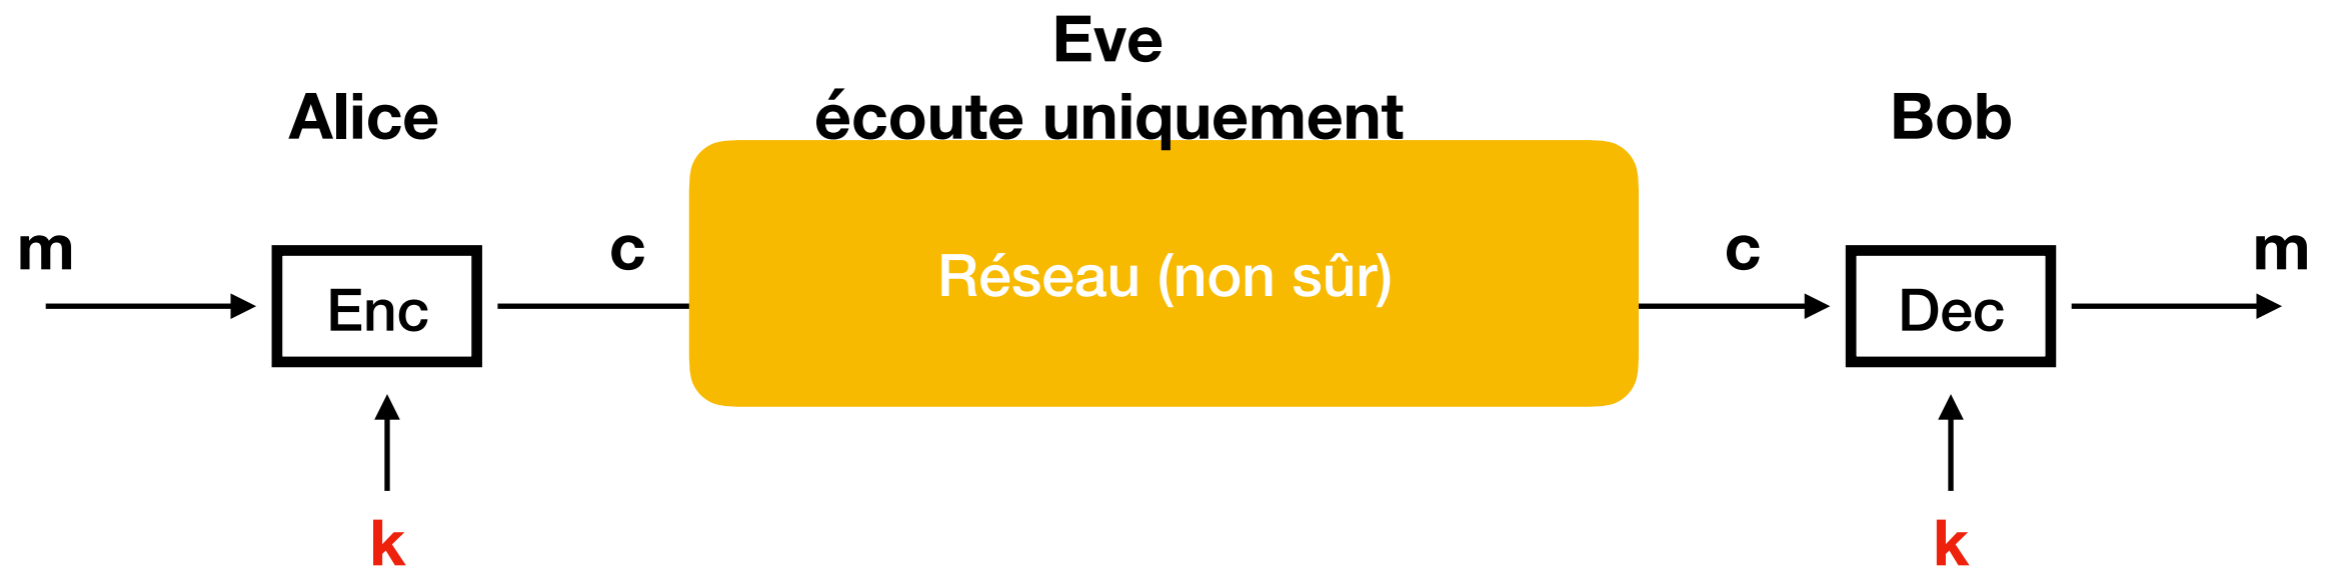 Eve
écoute uniquement
Alice
Bob
m
c
c
m
Enc
Réseau (non sûr)
Dec
k
k